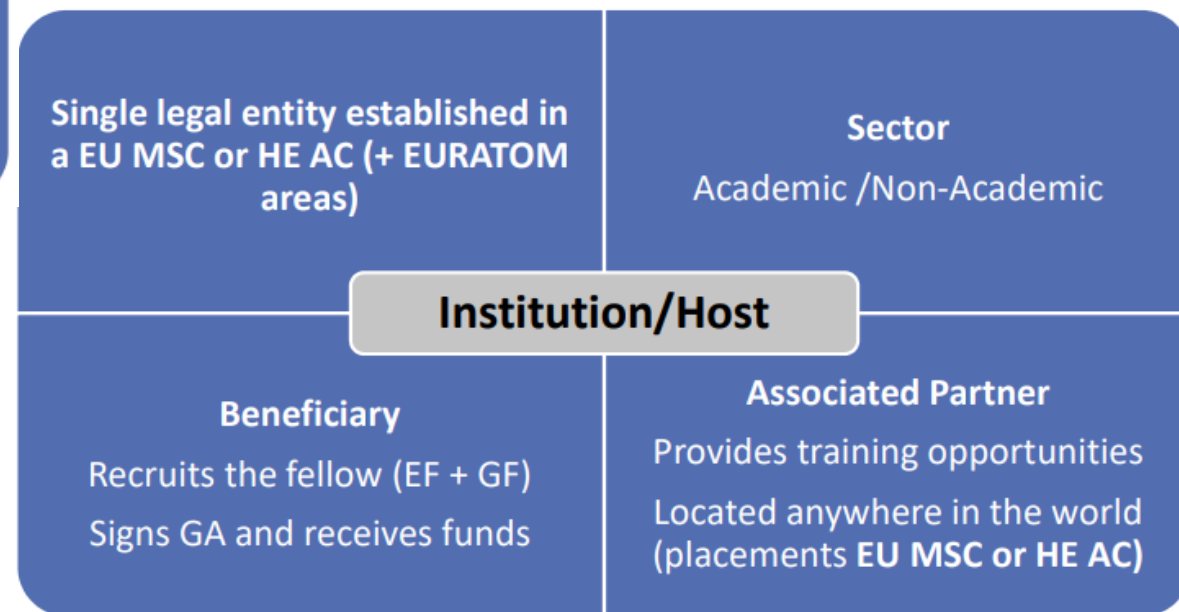 Single legal entity established in
a EU MSC or HE AC (+ EURATOM
areas)
Sector
Academic /Non-Academic
Institution/Host
Beneficiary
Recruits the fellow (EF + GF)
Signs GA and receives funds
Associated Partner
Provides training opportunities
Located anywhere in the world
(placements EU MSC or HE AC)